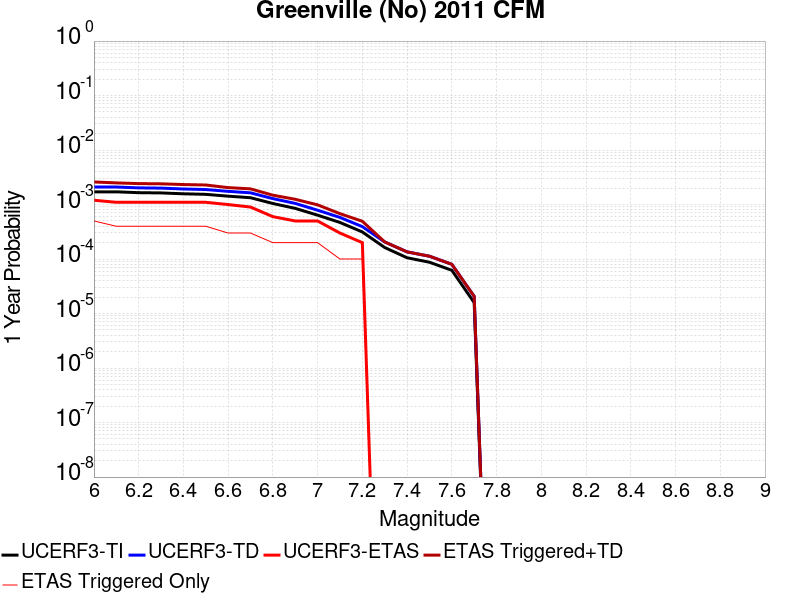 Greenville (No) 2011 CFM
1 Year Probability
10^0
10^-1
10^-2
10^-3
10^-4
10^-5
10^-6
10^-7
10^-8
6 6.2 6.4 6.6 6.8 7 7.2 7.4 7.6 7.8 8 8.2 8.4 8.6 8.8 9
Magnitude
UCERF3-TI UCERF3-TD UCERF3-ETAS ETAS Triggered+TD
ETAS Triggered Only